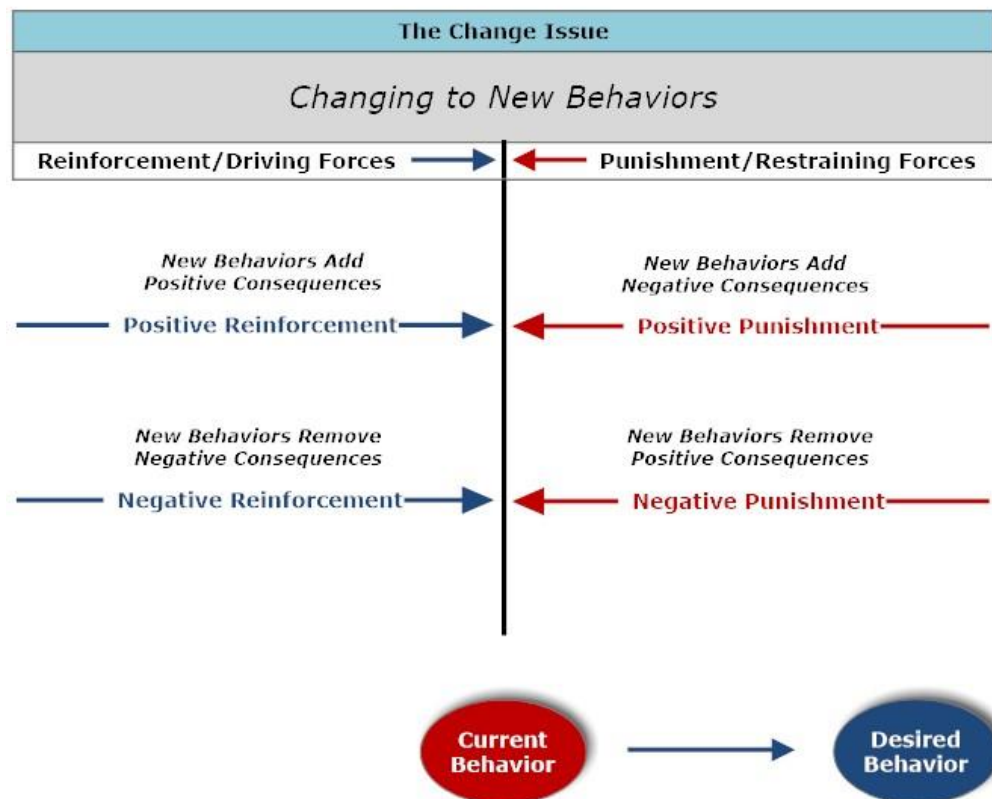 The Change Issue
Changing to New Behaviors
Reinforcement/Driving Forces
Punishment/Restraining Forces
New Behaviors Add
Positive Consequences
Positive Reinforcement
New Behaviors Add
Negative Consequences
Positive Punishment
New Behaviors Remove
Negative Consequences
Negative Reinforcement
New Behaviors Remove
Positive Consequences
Negative Punishment
Current
Behavior
Desired
Behavior